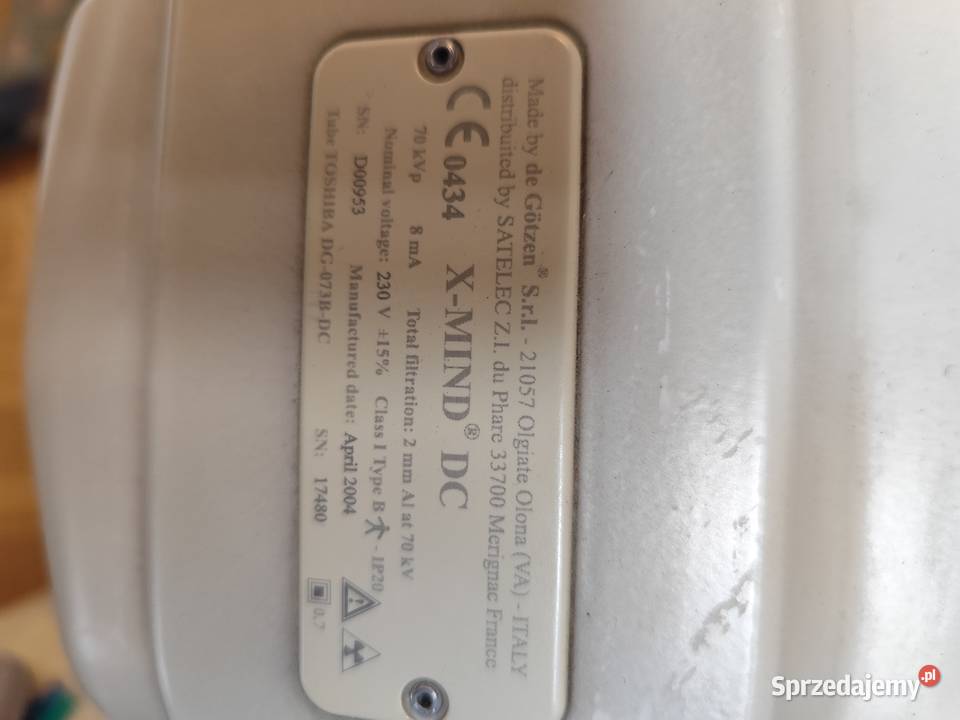 Made by de Götzen® S.r.l. - 21057 Olgiate Olona (VA) - ITALY
distribuited by SATELEC Z.I. du Phare 33700 Merignac France
CE 0434 X-MIND® DC
70 kVp 8 mA Total filtration: 2 mm Al at 70 kV
Nominal voltage: 230 V ±15% Class I Type B - IP20
SN: D00953 Manufactured date: April 2004
Tube TOSHIBA DG-073B-DC SN: 17480 0,7
Sprzedajemy.pl